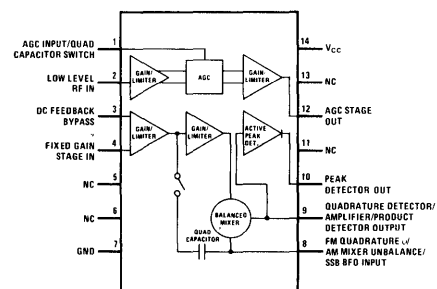 AGC INPUT/QUAD
CAPACITOR SWITCH
1
LOW LEVEL
RF IN
2
DC FEEDBACK
BYPASS
3
FIXED GAIN
STAGE IN
4
NC
5
NC
6
GND
7
GAIN/
LIMITER
AGC
GAIN-
LIMITER
GAIN/
LIMITER
GAIN/
LIMITER
ACTIVE
PEAK
DET.
BALANCED
MIXER
QUAD
CAPACITOR
14
VCC
13
NC
12
AGC STAGE
OUT
11
NC
10
PEAK
DETECTOR OUT
9
QUADRATURE DETECTOR/
AMPLIFIER/PRODUCT
DETECTOR OUTPUT
8
FM QUADRATURE
AM MIXER UNBALANCE/
SSB BFO INPUT